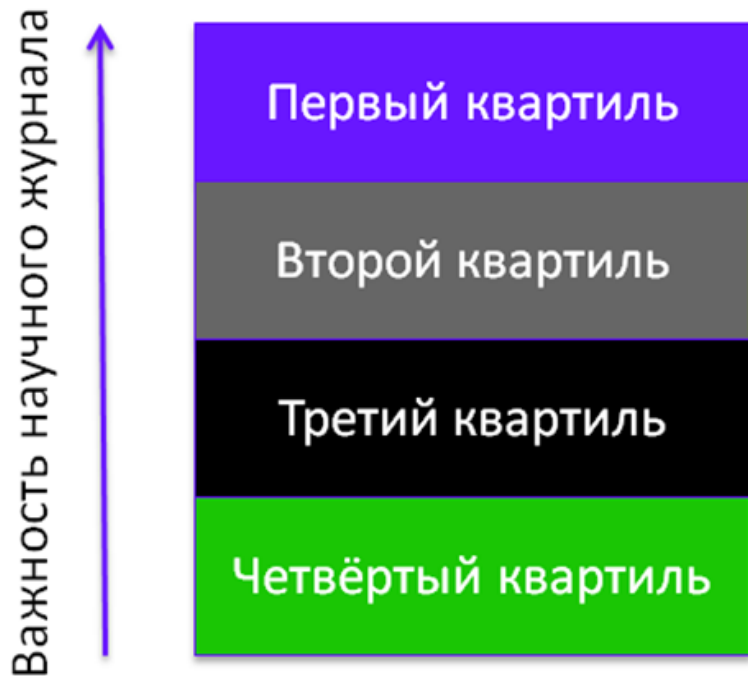 Важность научного журнала
Первый квартиль
Второй квартиль
Третий квартиль
Четвёртый квартиль